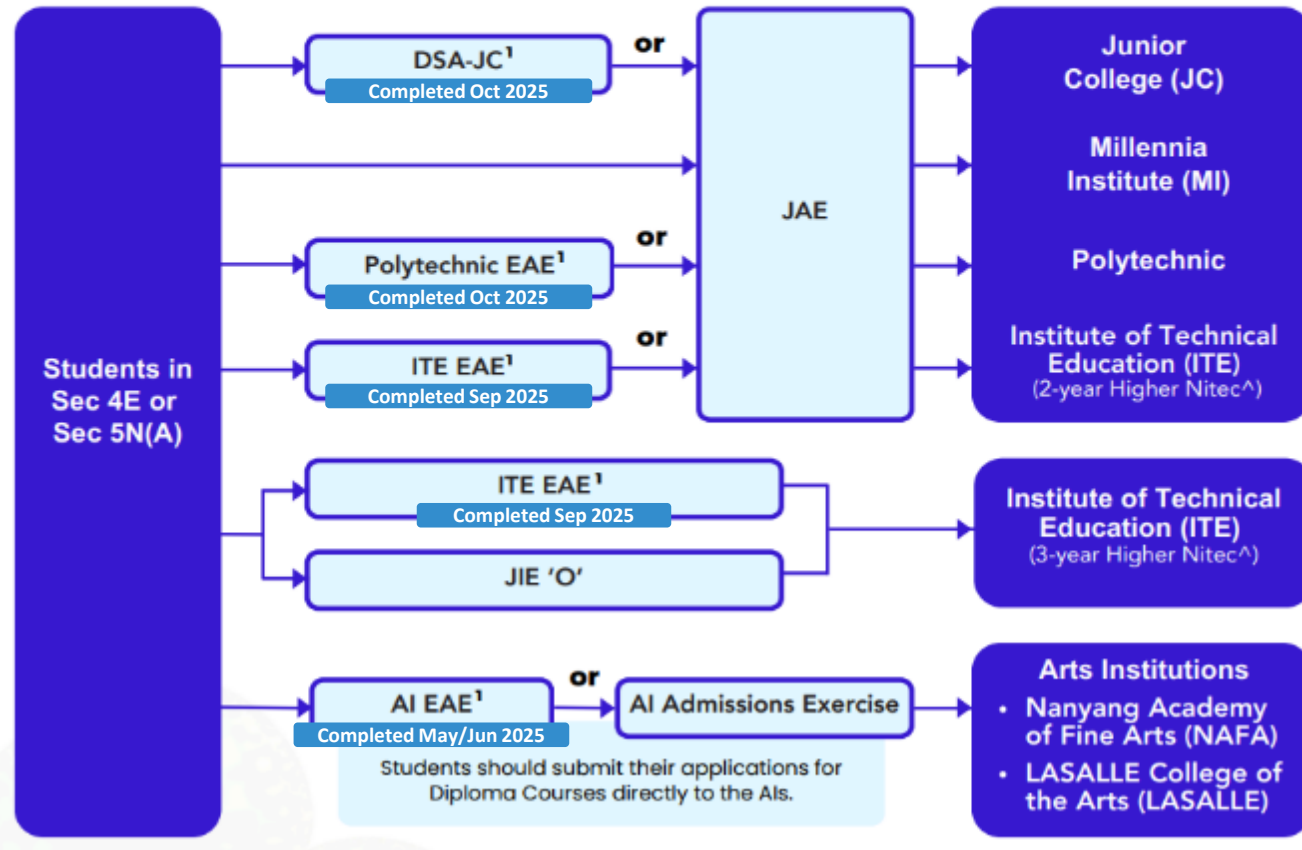 Students in
Sec 4E or
Sec 5N(A)
DSA-JC¹
Completed Oct 2025
or
Polytechnic EAE¹
Completed Oct 2025
or
ITE EAE¹
Completed Sep 2025
or
JAE
Junior
College (JC)
Millennia
Institute (MI)
Polytechnic
Institute of Technical
Education (ITE)
(2-year Higher Nitec^)
ITE EAE¹
Completed Sep 2025
JIE 'O'
Institute of Technical
Education (ITE)
(3-year Higher Nitec^)
AI EAE¹
Completed May/Jun 2025
or
AI Admissions Exercise
Students should submit their applications for
Diploma Courses directly to the AIs.
Arts Institutions
• Nanyang Academy
of Fine Arts (NAFA)
• LASALLE College of
the Arts (LASALLE)